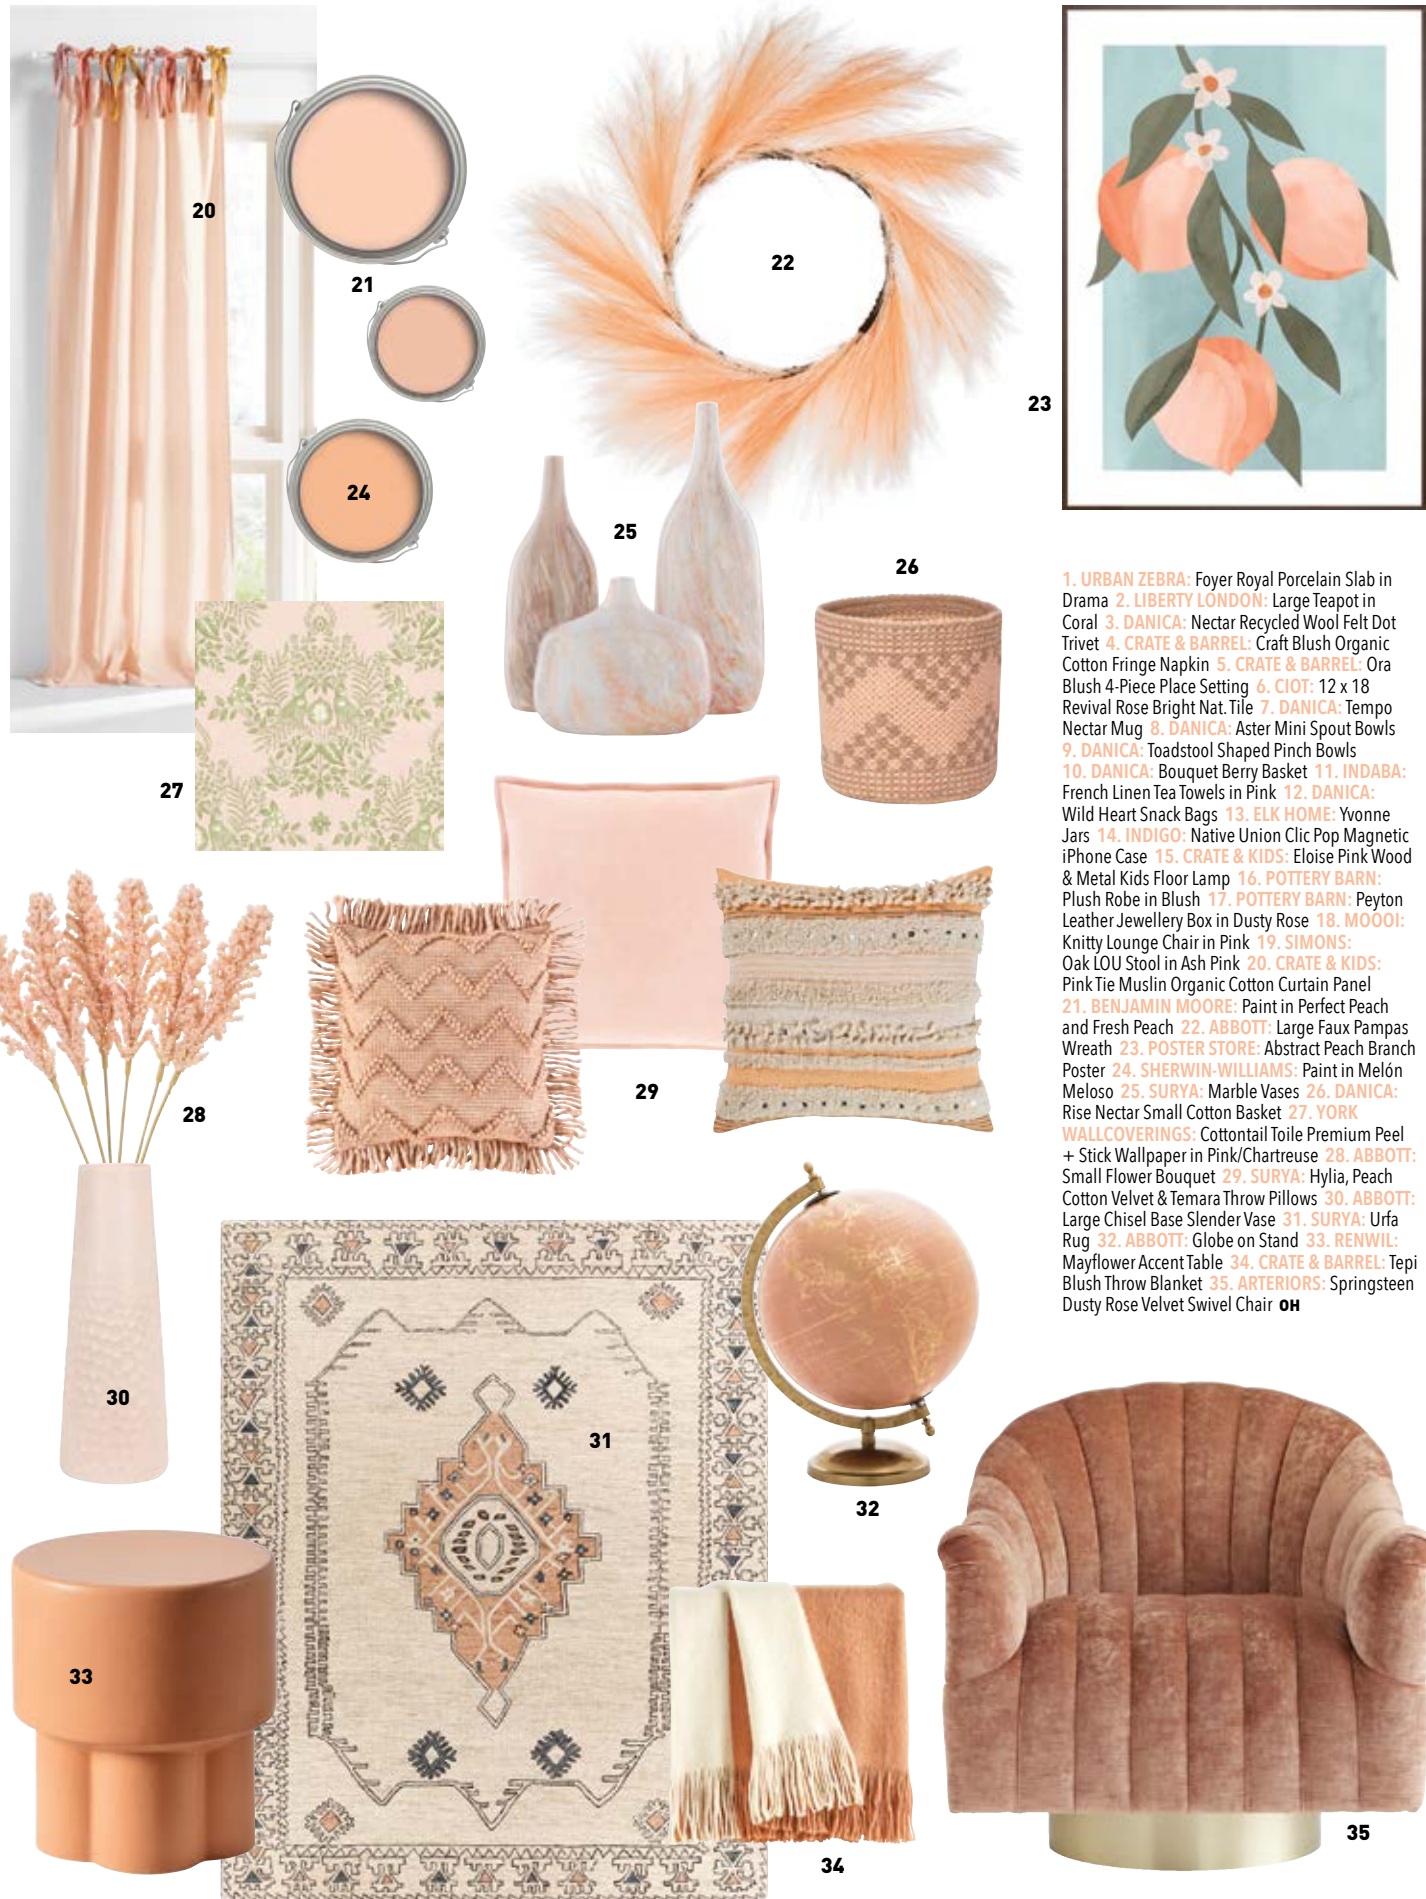 20
21
22
23
24
25
26
27
28
29
30
31
32
33
34
35
1. URBAN ZEBRA: Foyer Royal Porcelain Slab in
Drama 2. LIBERTY LONDON: Large Teapot in
Coral 3. DANICA: Nectar Recycled Wool Felt Dot
Trivet 4. CRATE & BARREL: Craft Blush Organic
Cotton Fringe Napkin 5. CRATE & BARREL: Ora
Blush 4-Piece Place Setting 6. CIOT: 12 x 18
Revival Rose Bright Nat. Tile 7. DANICA: Tempo
Nectar Mug 8. DANICA: Aster Mini Spout Bowls
9. DANICA: Toadstool Shaped Pinch Bowls
10. DANICA: Bouquet Berry Basket 11. INDABA:
French Linen Tea Towels in Pink 12. DANICA:
Wild Heart Snack Bags 13. ELK HOME: Yvonne
Jars 14. INDIGO: Native Union Clic Pop Magnetic
iPhone Case 15. CRATE & KIDS: Eloise Pink Wood
& Metal Kids Floor Lamp 16. POTTERY BARN:
Plush Robe in Blush 17. POTTERY BARN: Peyton
Leather Jewellery Box in Dusty Rose 18. MOOOI:
Knitty Lounge Chair in Pink 19. SIMONS:
Oak LOU Stool in Ash Pink 20. CRATE & KIDS:
Pink Tie Muslin Organic Cotton Curtain Panel
21. BENJAMIN MOORE: Paint in Perfect Peach
and Fresh Peach 22. ABBOTT: Large Faux Pampas
Wreath 23. POSTER STORE: Abstract Peach Branch
Poster 24. SHERWIN-WILLIAMS: Paint in Melón
Meloso 25. SURYA: Marble Vases 26. DANICA:
Rise Nectar Small Cotton Basket 27. YORK
WALLCOVERINGS: Cottontail Toile Premium Peel
+ Stick Wallpaper in Pink/Chartreuse 28. ABBOTT:
Small Flower Bouquet 29. SURYA: Hylia, Peach
Cotton Velvet & Temara Throw Pillows 30. ABBOTT:
Large Chisel Base Slender Vase 31. SURYA: Urfa
Rug 32. ABBOTT: Globe on Stand 33. RENWIL:
Mayflower Accent Table 34. CRATE & BARREL: Tepi
Blush Throw Blanket 35. ARTERIORS: Springsteen
Dusty Rose Velvet Swivel Chair OH